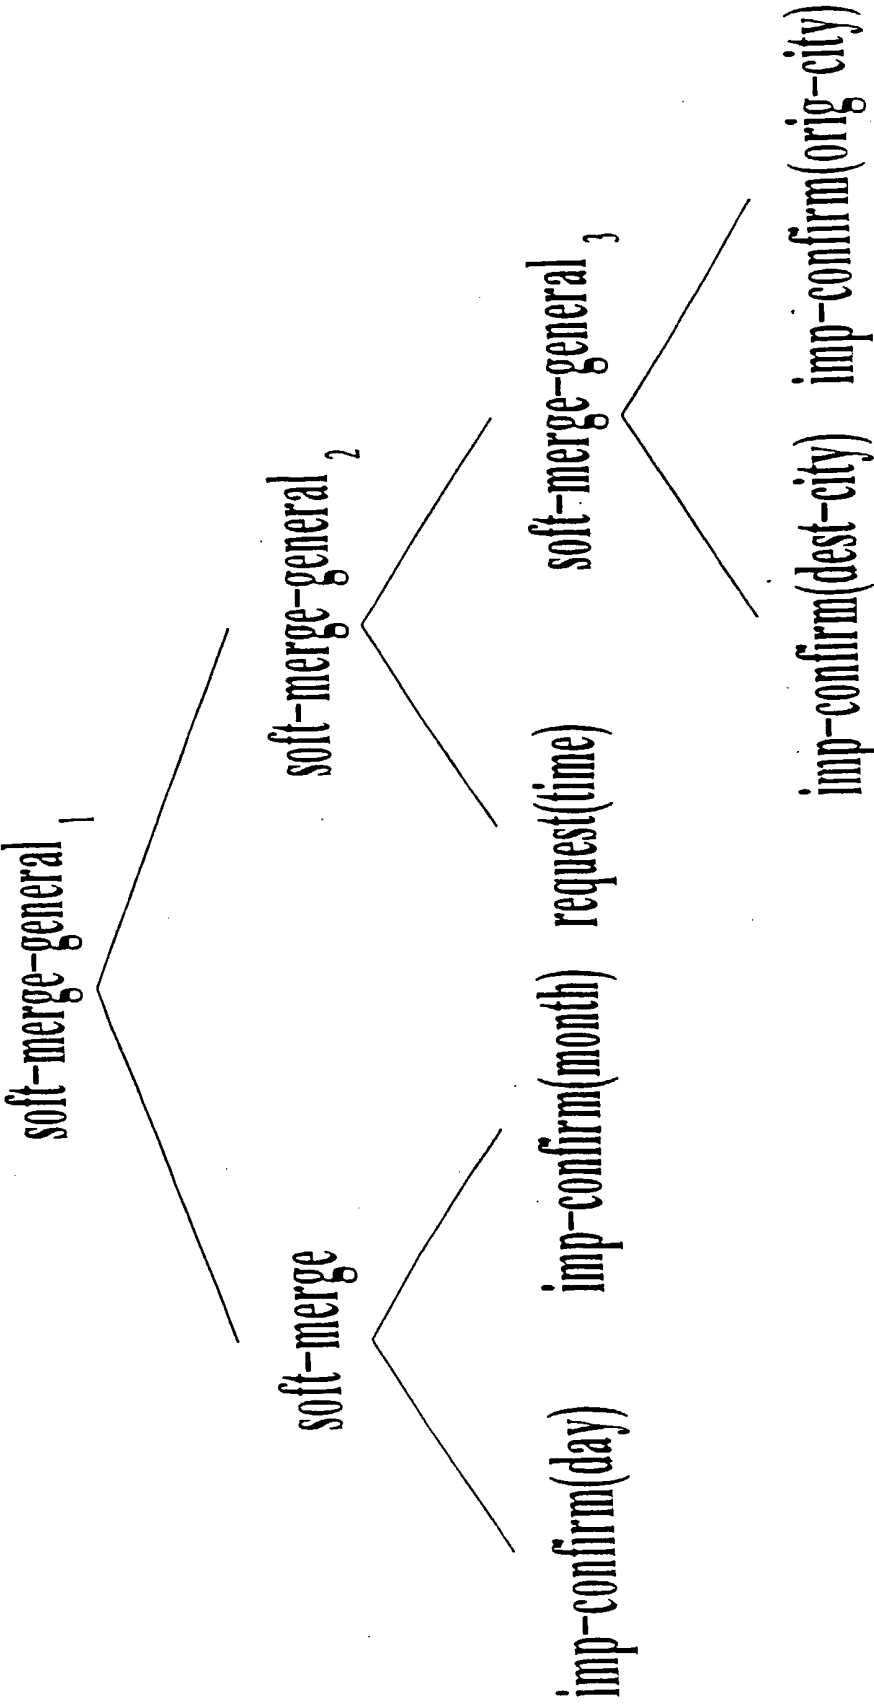 soft-merge-general 1
soft-merge
soft-merge-general 2
imp-confirm(day)
imp-confirm(month)
request(time)
soft-merge-general 3
imp-confirm(dest-city)
imp-confirm(orig-city)